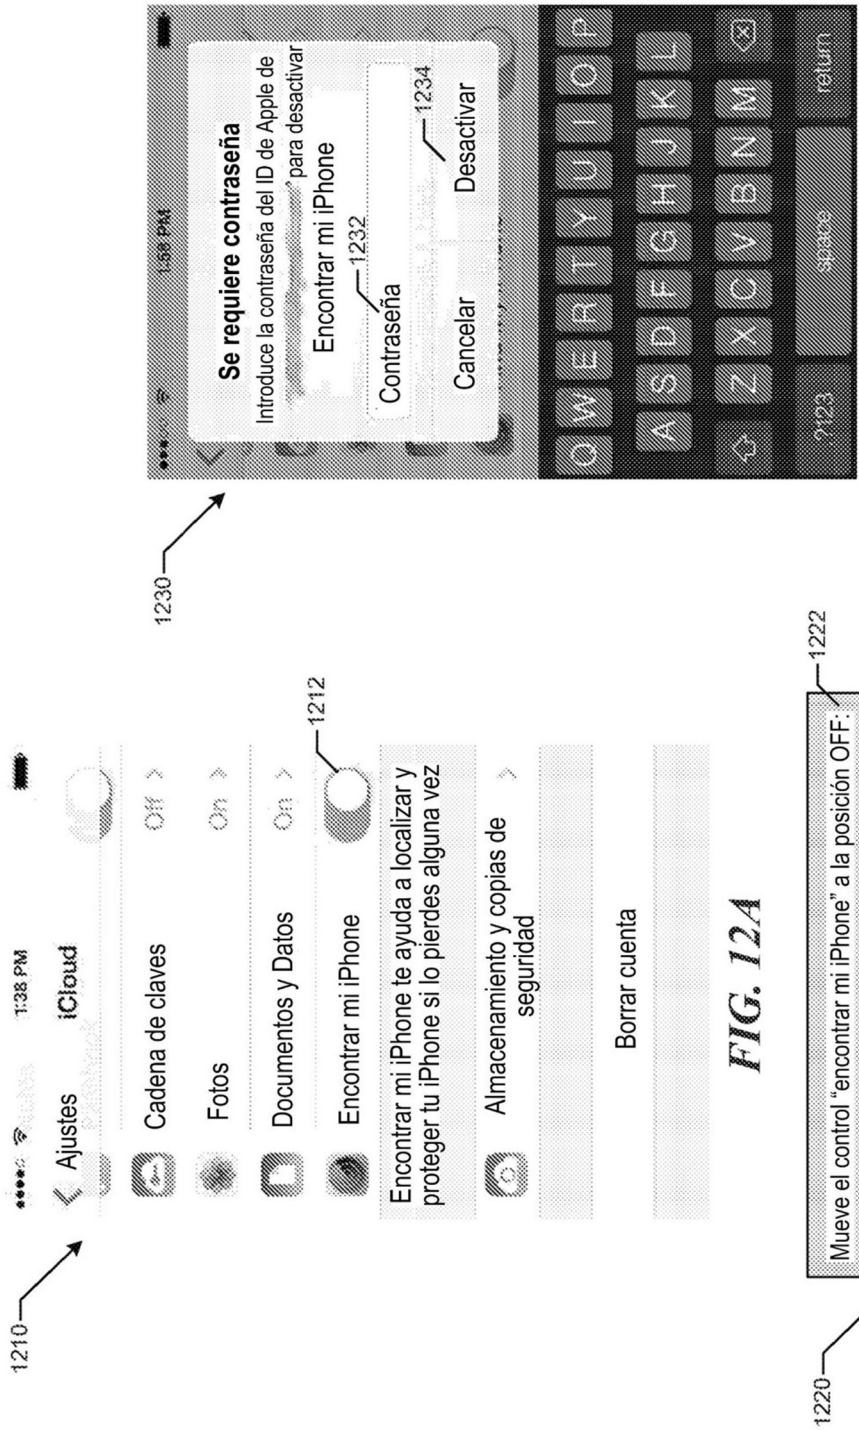 1210
1:38 PM
Ajustes
iCloud
Cadena de claves
Off
Fotos
On
Documentos y Datos
On
Encontrar mi iPhone
1212
Encontrar mi iPhone te ayuda a localizar y
proteger tu iPhone si lo pierdes alguna vez
Almacenamiento y copias de
seguridad
Borrar cuenta
FIG. 12A
1220
Mueve el control "encontrar mi iPhone" a la posición OFF:
1222
1230
1:58 PM
Se requiere contraseña
Introduce la contraseña del ID de Apple de
para desactivar
Encontrar mi iPhone
1232
Contraseña
1234
Cancelar
Desactivar
Q W E R T Y U I O P
A S D F G H J K L
Z X C V B N M
.?123
space
return